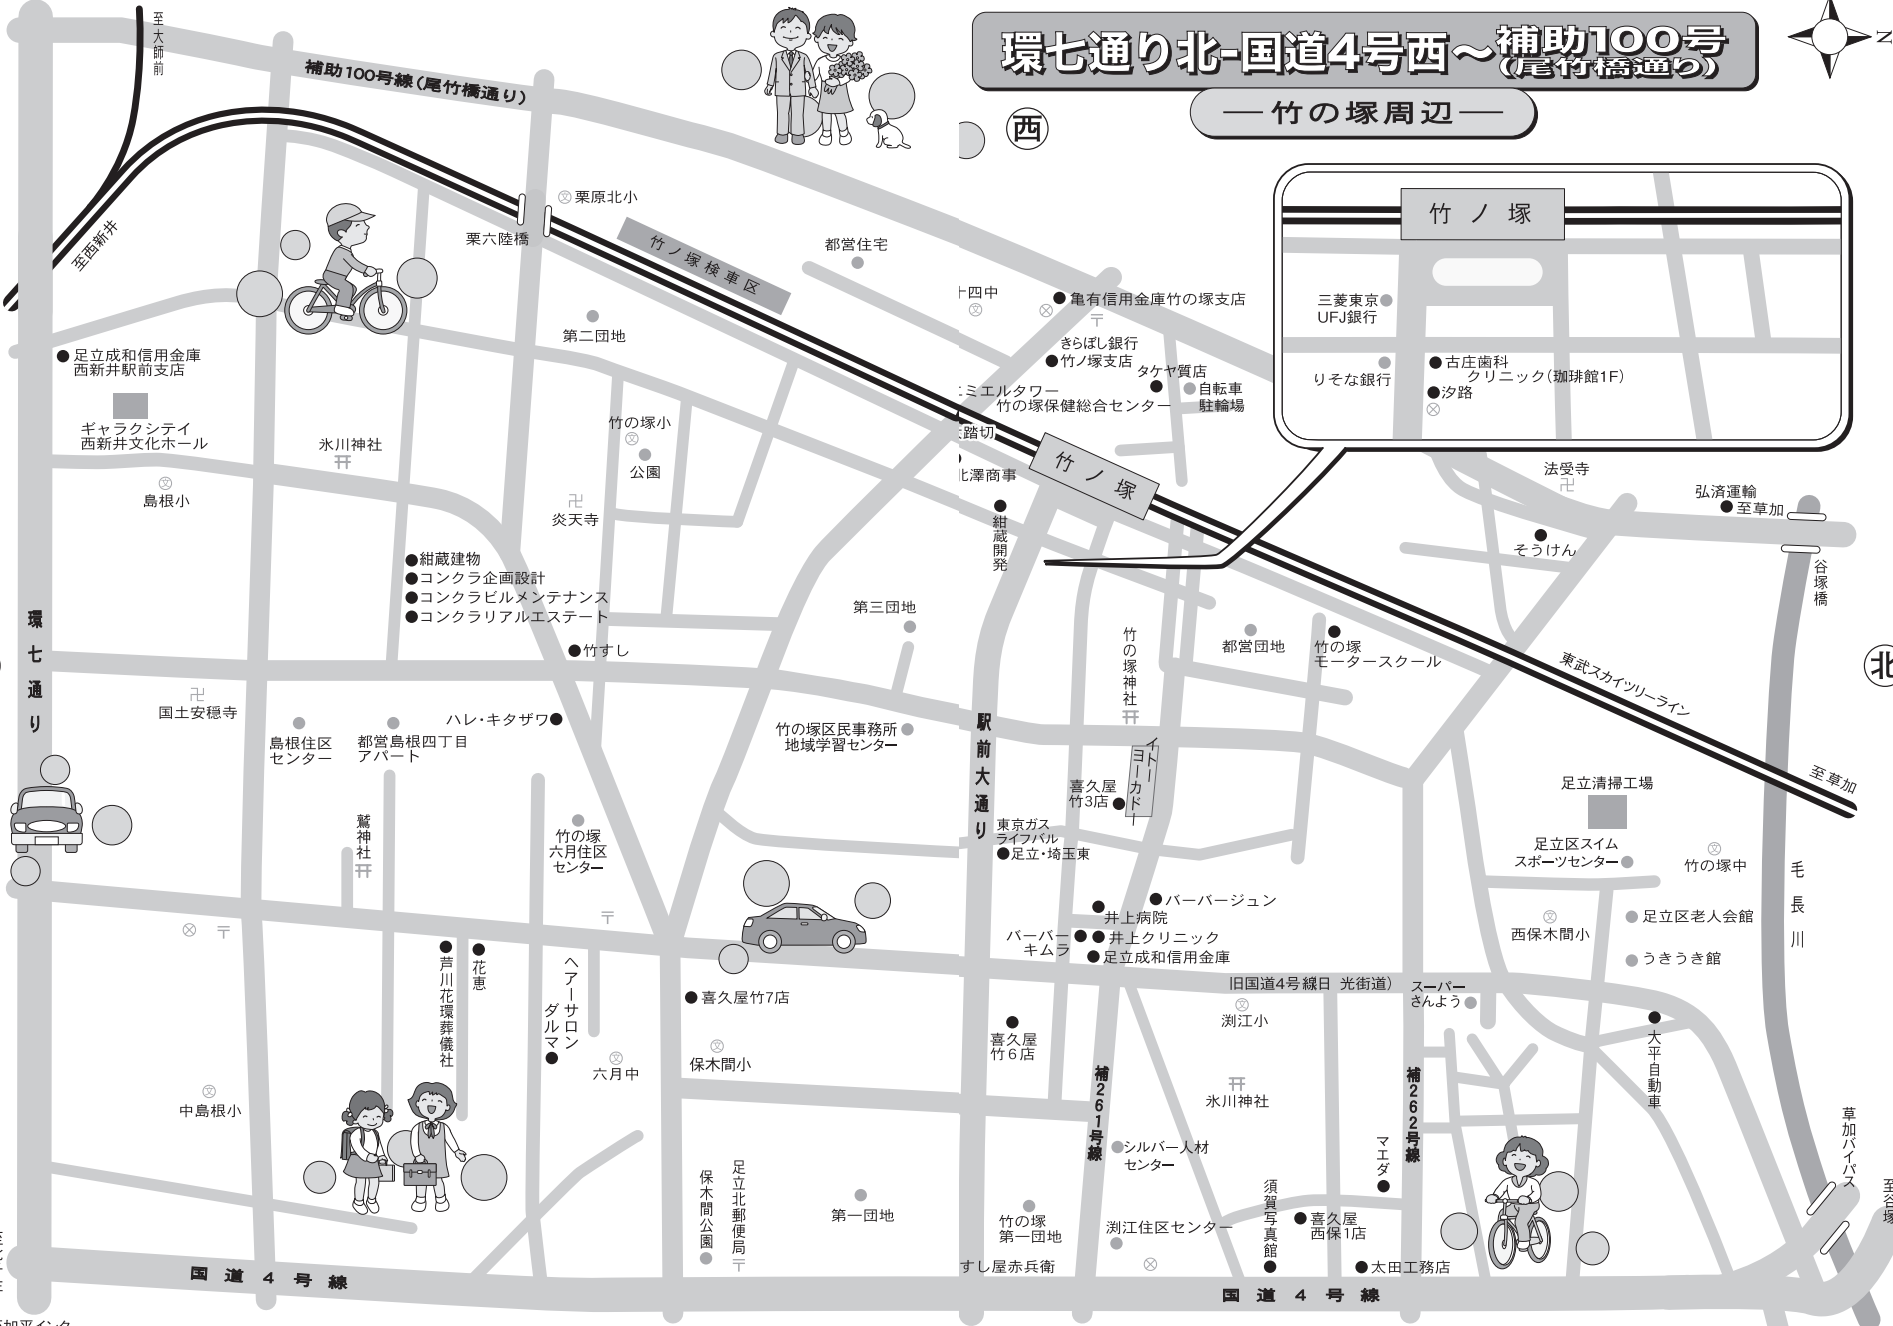 環七通り北-国道4号西〜補助100号
(尾竹橋通り)
竹の塚周辺
N
西
北
至大師前
補助100号線(尾竹橋通り)
至西新井
栗原北小
栗六陸橋
竹ノ塚検車区
都営住宅
第二団地
足立成和信用金庫
西新井駅前支店
ギャラクシテイ
西新井文化ホール
氷川神社
島根小
竹の塚小
公園
炎天寺
紺蔵建物
コンクラ企画設計
コンクラビルメンテナンス
コンクラリアルエステート
竹すし
第三団地
環七通り
国土安穏寺
島根住区
センター
都営島根四丁目
アパート
ハレ・キタザワ
竹の塚区民事務所
地域学習センター
鷲神社
竹の塚
六月住区
センター
芦川花環葬儀社
花恵
ヘアーサロン
ダルマ
六月中
喜久屋竹7店
保木間小
中島根小
保木間公園
足立北郵便局
第一団地
国道4号線
十四中
亀有信用金庫竹の塚支店
きらぼし銀行
竹ノ塚支店
タケヤ質店
自転車
駐輪場
ミエルタワー
竹の塚保健総合センター
踏切
北澤商事
竹ノ塚
紺蔵開発
竹ノ塚
三菱東京
UFJ銀行
りそな銀行
古庄歯科
クリニック(珈琲館1F)
汐路
法受寺
弘済運輸
至草加
そうけん
谷塚橋
竹の塚神社
都営団地
竹の塚
モータースクール
東武スカイツリーライン
至草加
駅前大通り
イトーヨーカドー
喜久屋
竹3店
東京ガス
ライフバル
足立・埼玉東
足立清掃工場
足立区スイム
スポーツセンター
竹の塚中
毛長川
バーバージュン
井上病院
バーバー
キムラ
井上クリニック
足立成和信用金庫
西保木間小
足立区老人会館
うきうき館
旧国道4号線日 光街道)
スーパー
さんよう
渕江小
喜久屋
竹6店
大平自動車
補261号線
氷川神社
補262号線
シルバー人材
センター
マエダ
草加バイパス
至谷塚
竹の塚
第一団地
渕江住区センター
須賀写真館
喜久屋
西保1店
すし屋赤兵衛
太田工務店
国道4号線